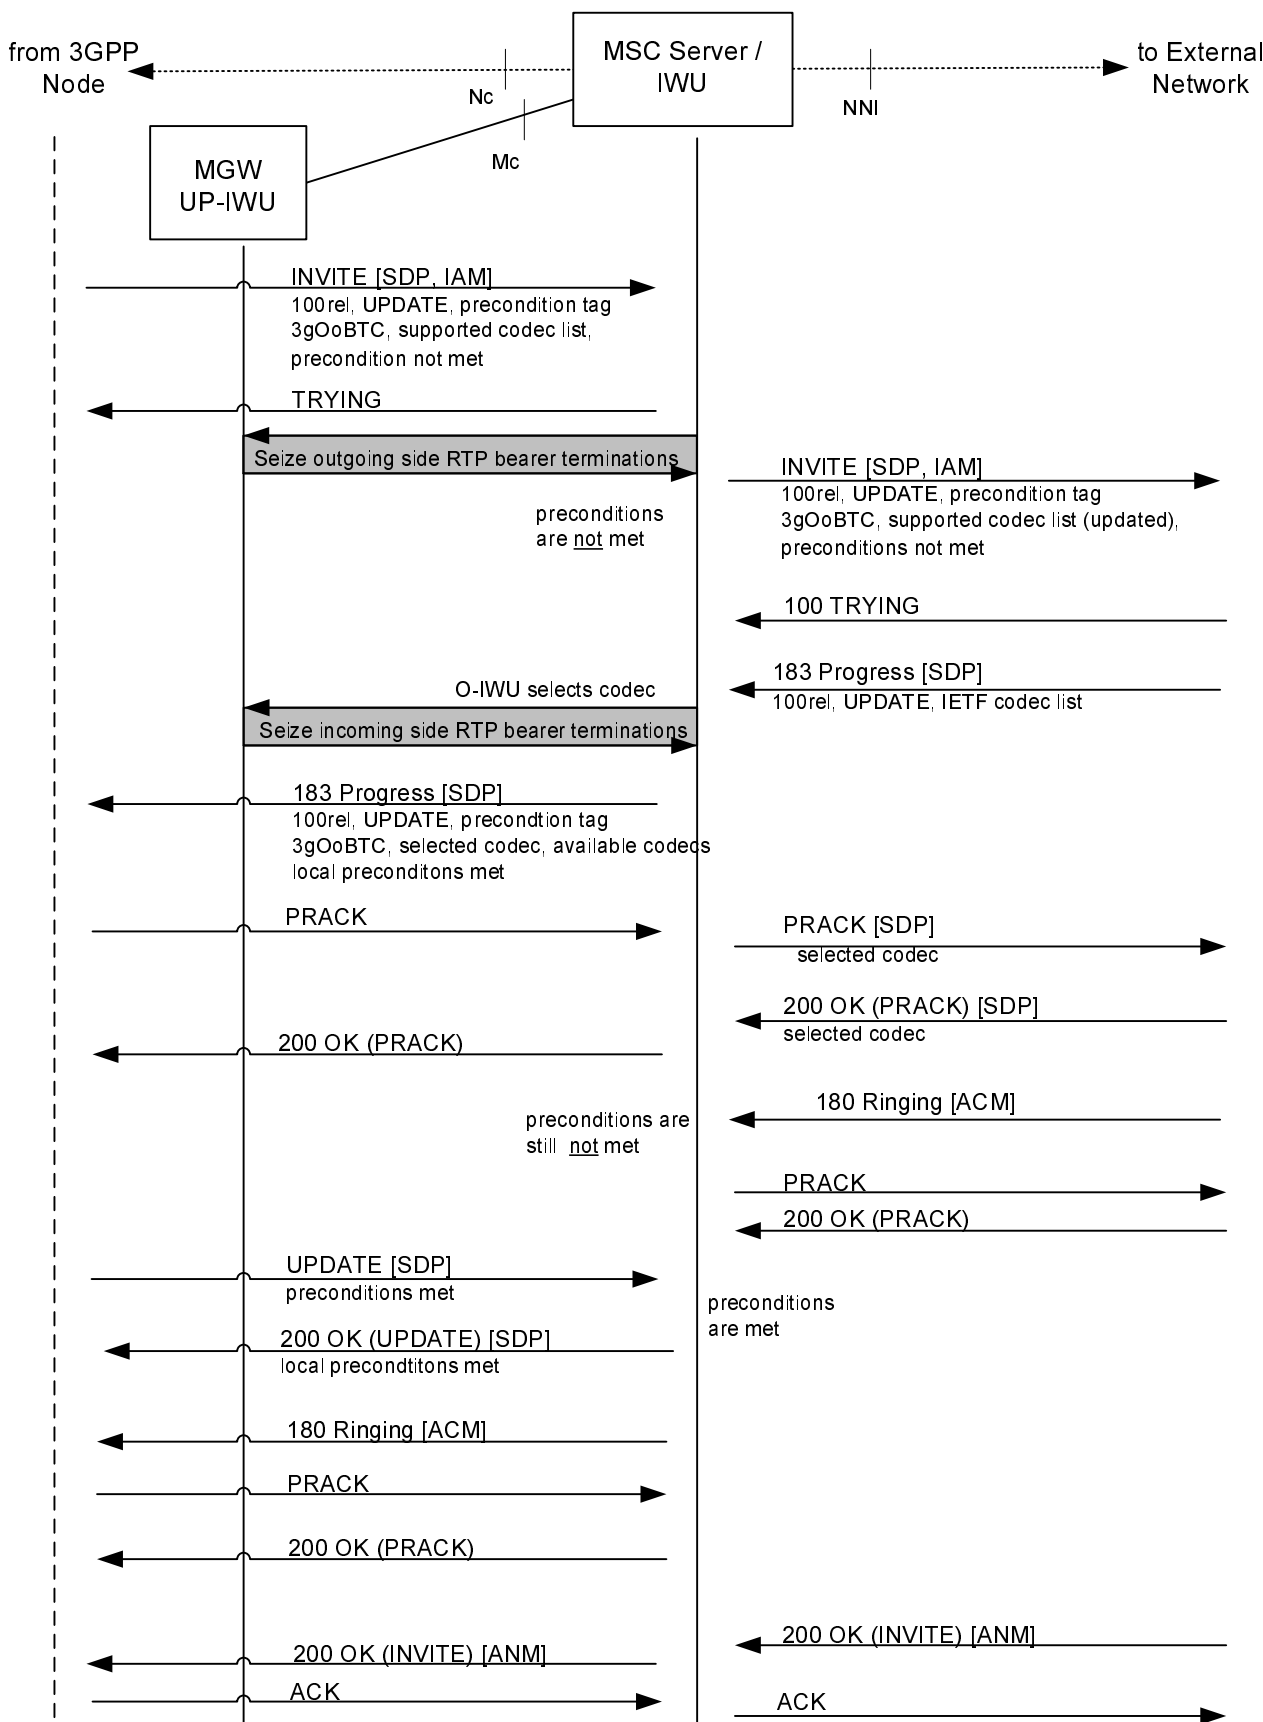 from 3GPP
Node
MSC Server /
IWU
to External
Network
Nc
NNI
Mc
MGW
UP-IWU
INVITE [SDP, IAM]
100rel, UPDATE, precondition tag
3gOoBTC, supported codec list,
precondition not met
TRYING
Seize outgoing side RTP bearer terminations
INVITE [SDP, IAM]
100rel, UPDATE, precondition tag
3gOoBTC, supported codec list (updated),
preconditions not met
preconditions
are not met
100 TRYING
183 Progress [SDP]
100rel, UPDATE, IETF codec list
O-IWU selects codec
Seize incoming side RTP bearer terminations
183 Progress [SDP]
100rel, UPDATE, precondtion tag
3gOoBTC, selected codec, available codecs
local preconditons met
PRACK
PRACK [SDP]
selected codec
200 OK (PRACK) [SDP]
selected codec
200 OK (PRACK)
180 Ringing [ACM]
preconditions are
still not met
PRACK
200 OK (PRACK)
UPDATE [SDP]
preconditions met
preconditions
are met
200 OK (UPDATE) [SDP]
local precondtitons met
180 Ringing [ACM]
PRACK
200 OK (PRACK)
200 OK (INVITE) [ANM]
200 OK (INVITE) [ANM]
ACK
ACK